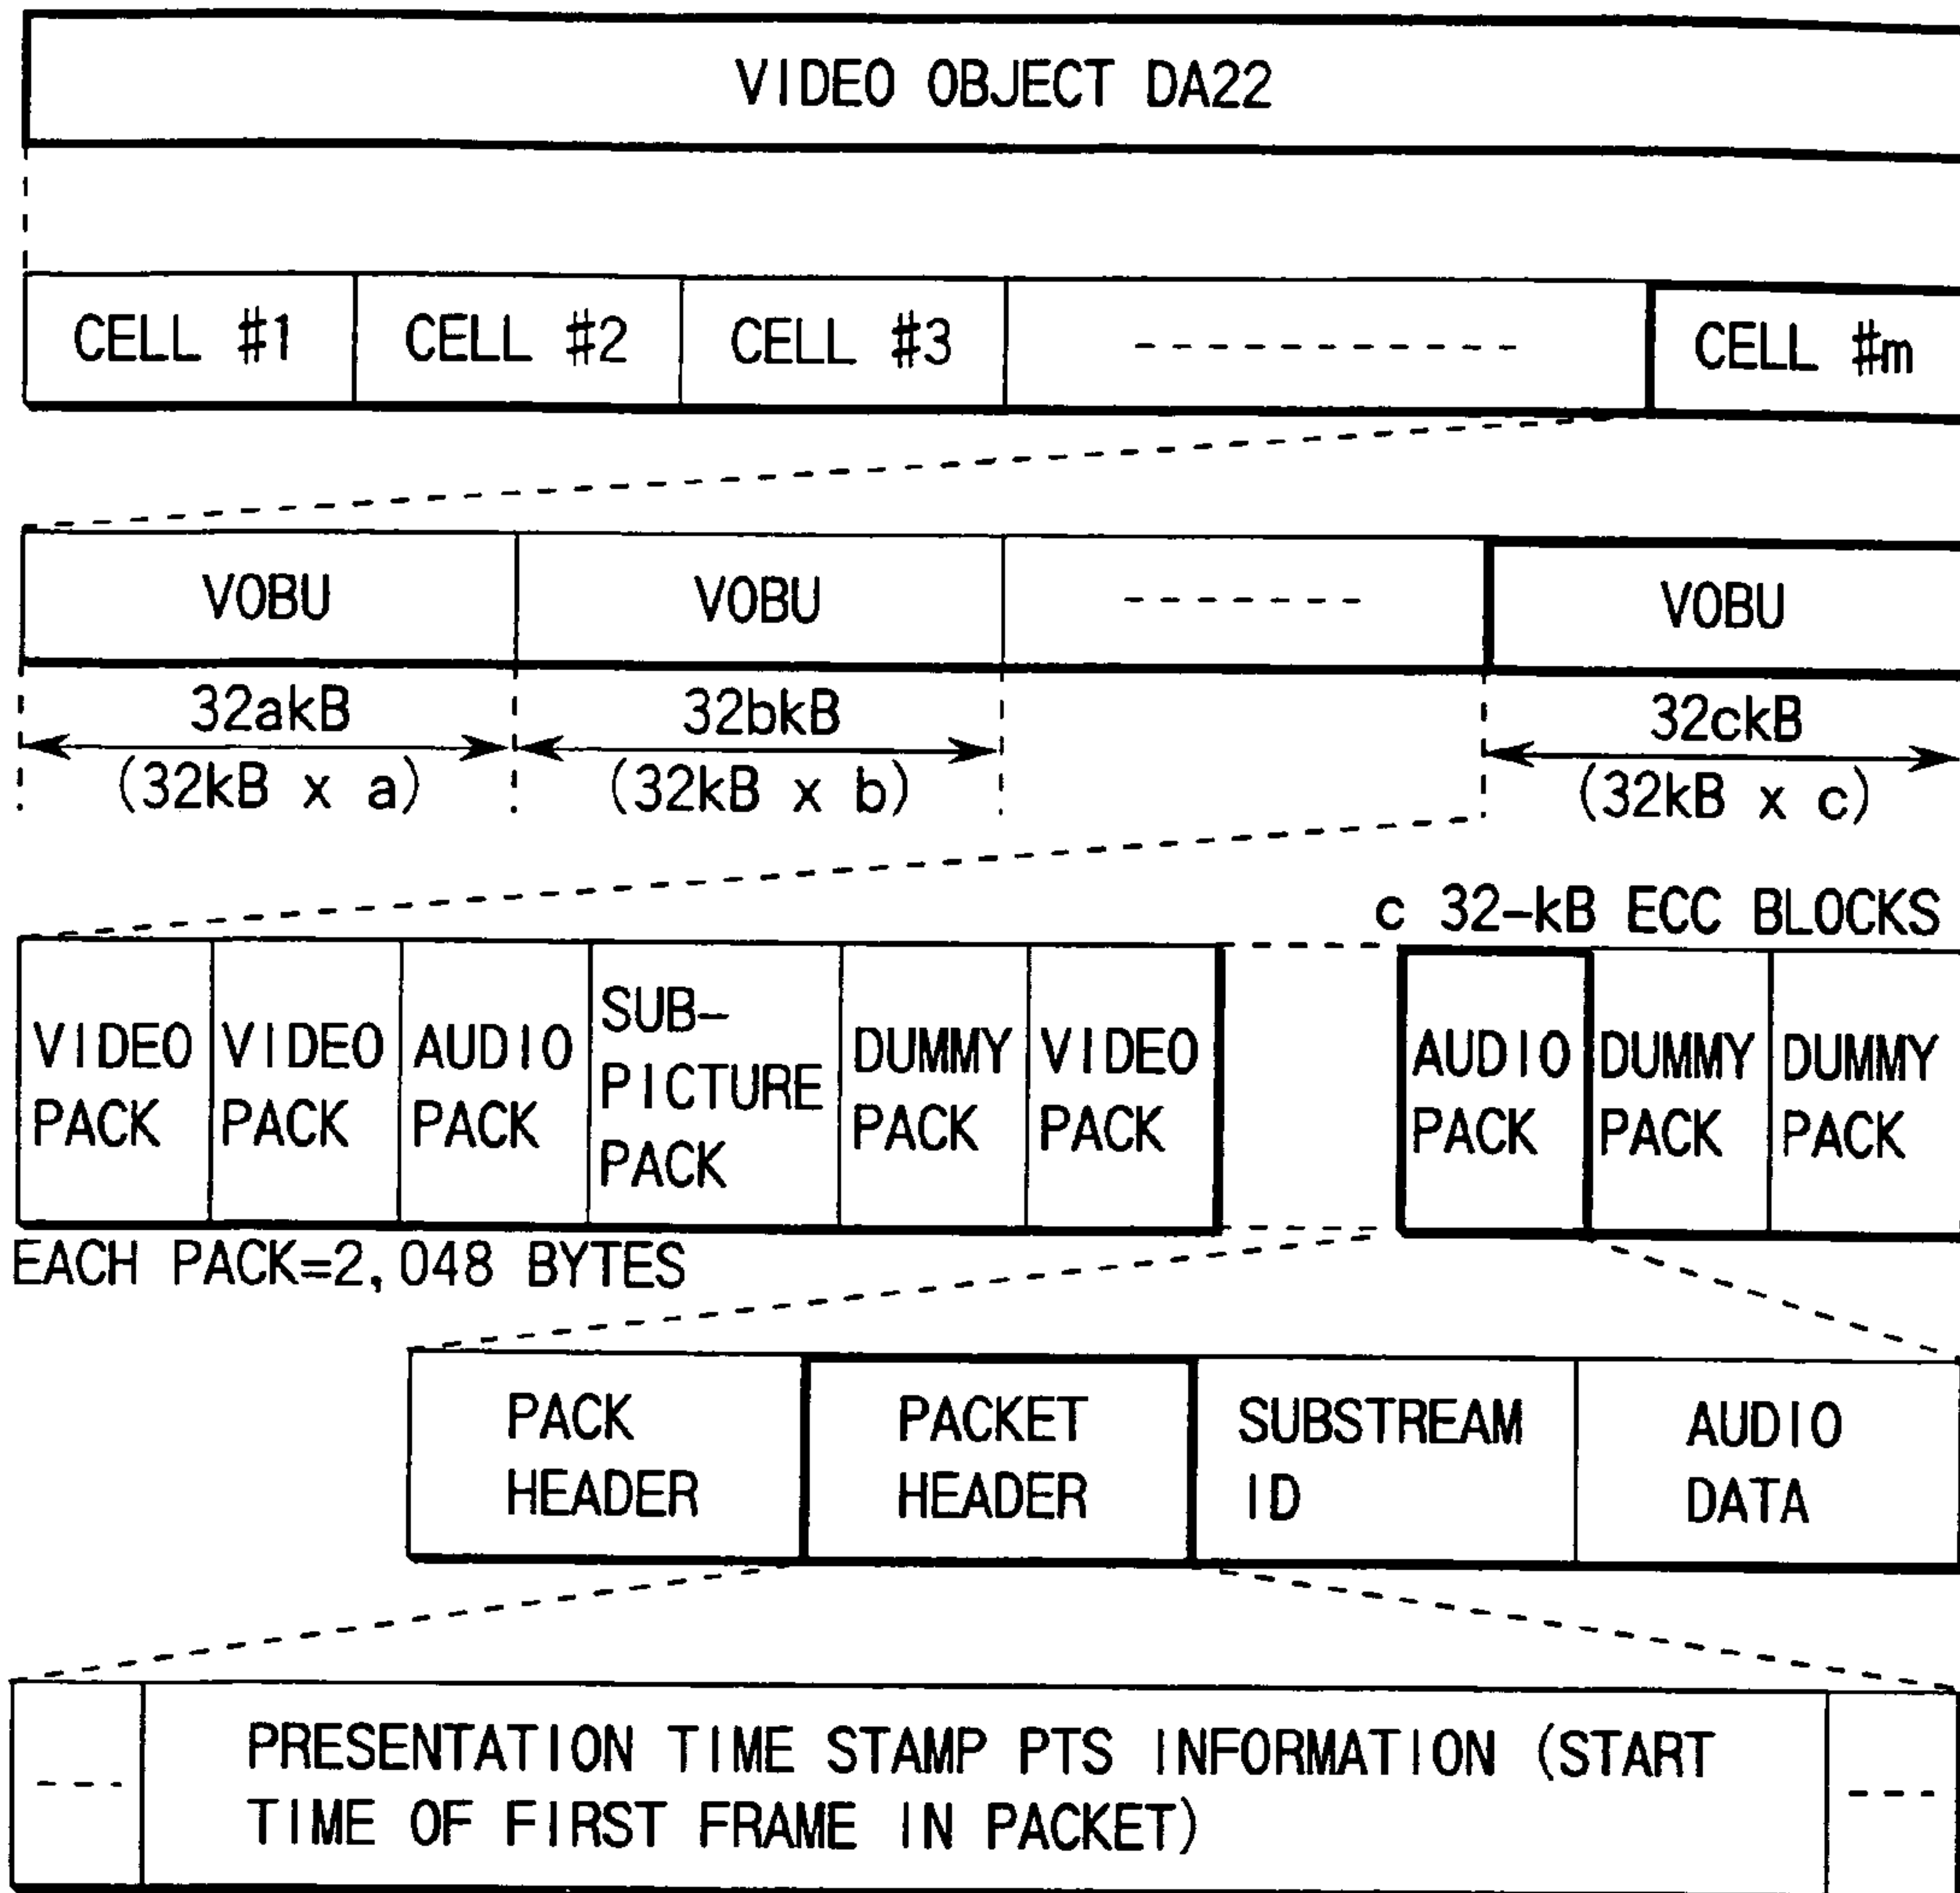 VIDEO OBJECT DA22
CELL #1 CELL #2 CELL #3 ------------ CELL #m
VOBU VOBU ------- VOBU
32akB 32bkB 32ckB
(32kB x a) (32kB x b) (32kB x c)
c 32-kB ECC BLOCKS
VIDEO PACK
VIDEO PACK
AUDIO PACK
SUB-
PICTURE
PACK
DUMMY PACK
VIDEO PACK
AUDIO PACK
DUMMY PACK
DUMMY PACK
EACH PACK=2,048 BYTES
PACK HEADER
PACKET HEADER
SUBSTREAM ID
AUDIO DATA
--- PRESENTATION TIME STAMP PTS INFORMATION (START ---
TIME OF FIRST FRAME IN PACKET)